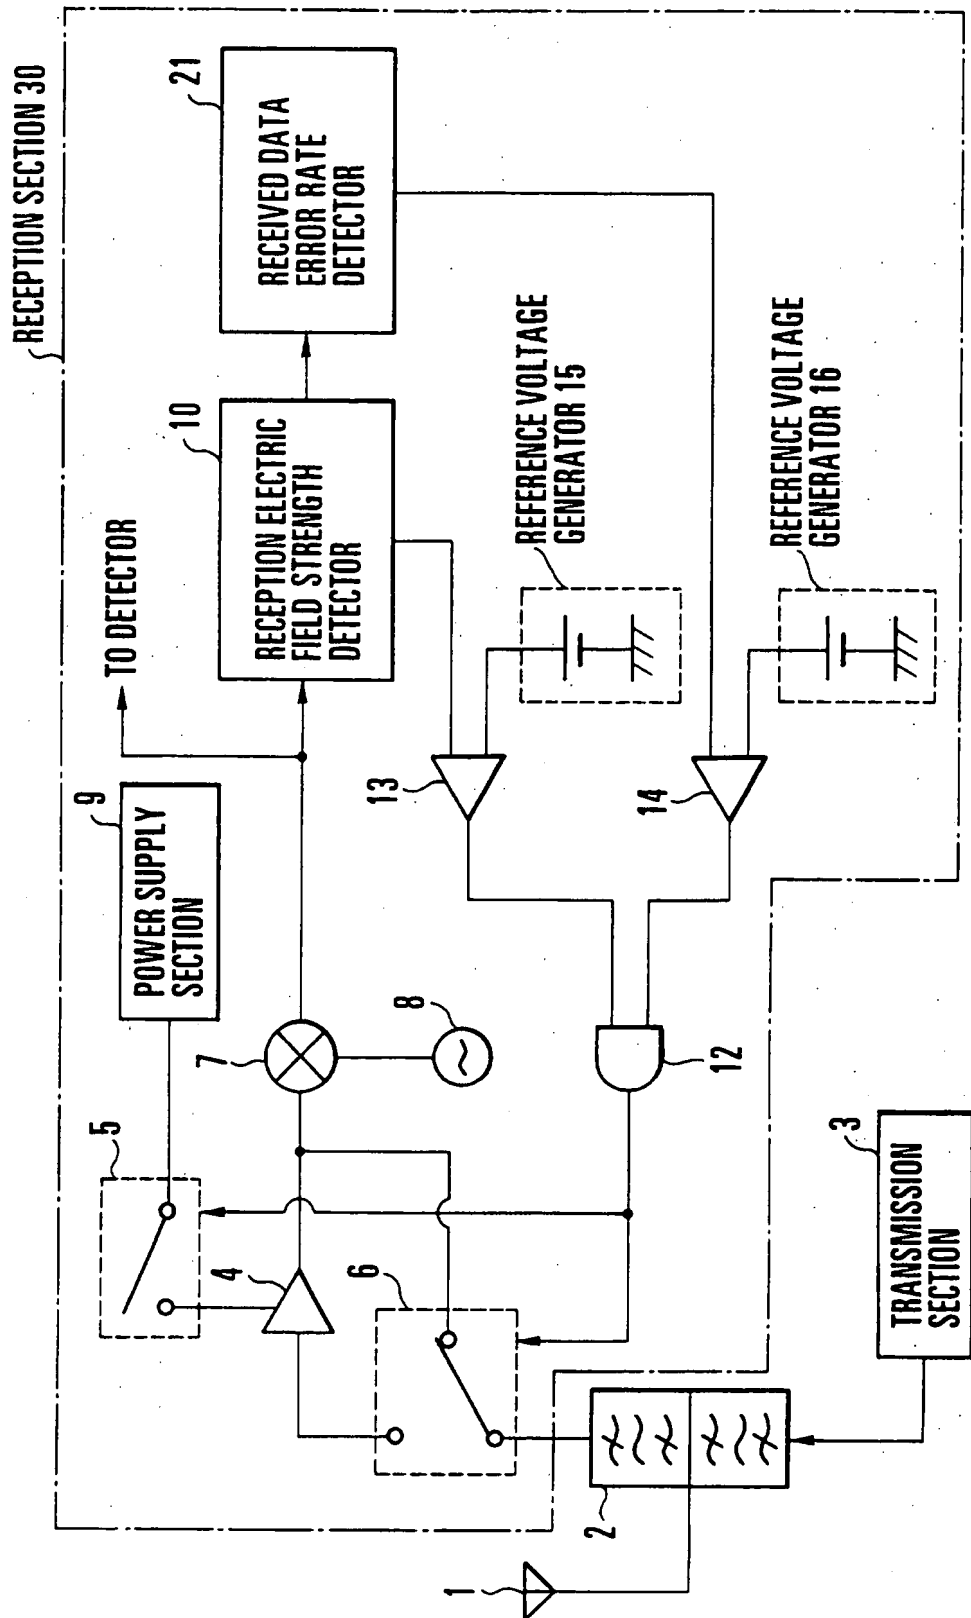 RECEPTION SECTION 30
21
RECEIVED DATA
ERROR RATE
DETECTOR
10
RECEPTION ELECTRIC
FIELD STRENGTH
DETECTOR
TO DETECTOR
9
POWER SUPPLY
SECTION
REFERENCE VOLTAGE
GENERATOR 15
REFERENCE VOLTAGE
GENERATOR 16
13
14
7
8
12
5
4
6
3
TRANSMISSION
SECTION
2
1